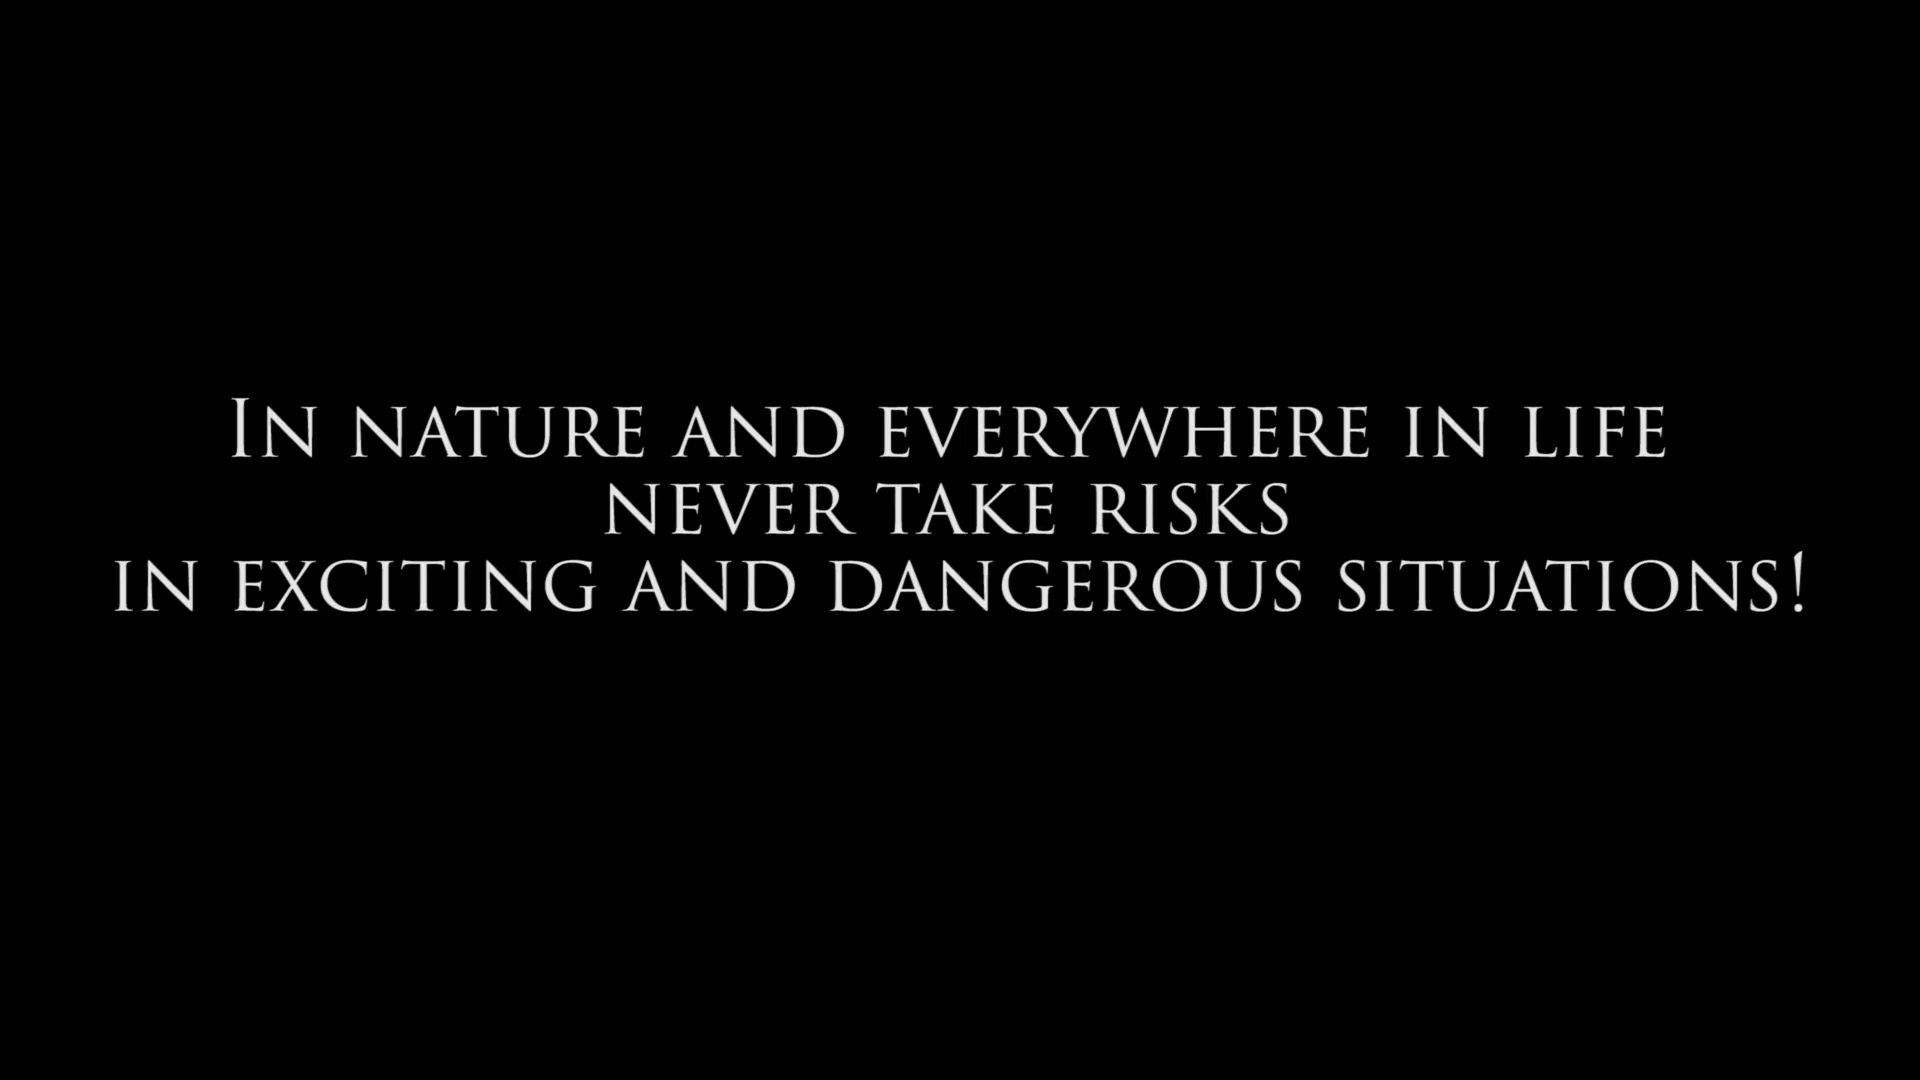 In nature and everywhere in life
never take risks
in exciting and dangerous situations!